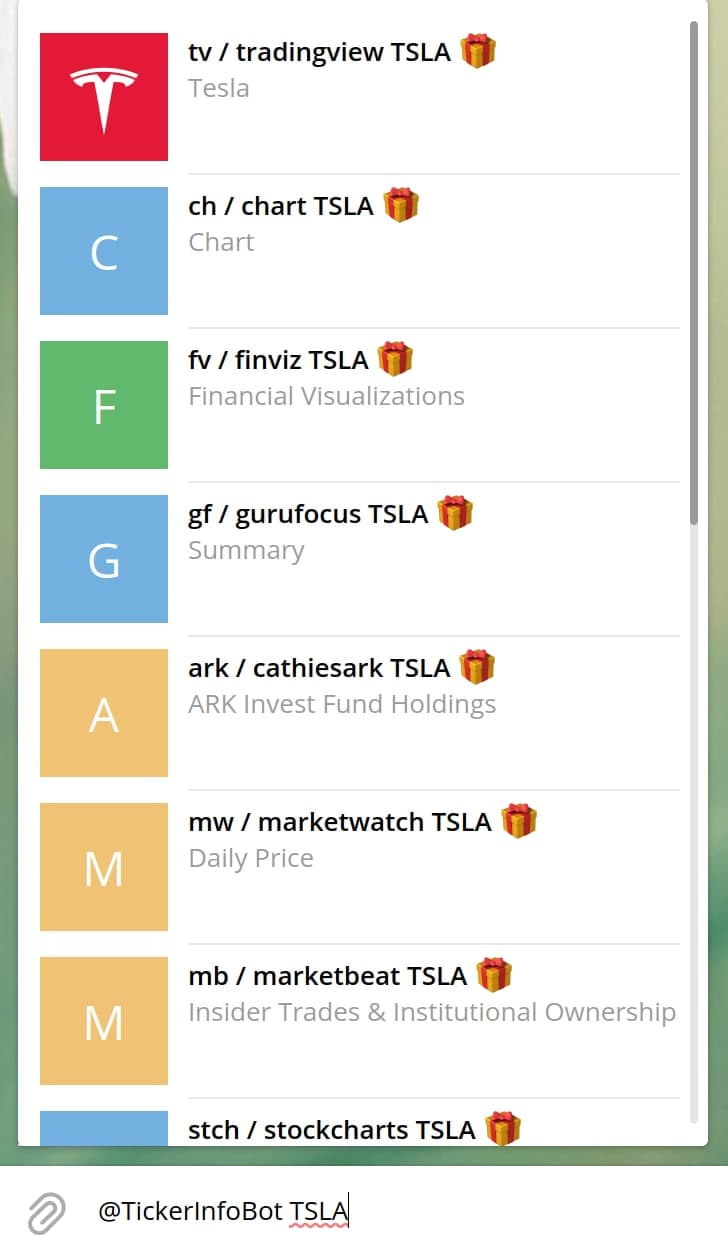 tv / tradingview TSLA 🎁
Tesla
C
ch / chart TSLA 🎁
Chart
F
fv / finviz TSLA 🎁
Financial Visualizations
G
gf / gurufocus TSLA 🎁
Summary
A
ark / cathiesark TSLA 🎁
ARK Invest Fund Holdings
M
mw / marketwatch TSLA 🎁
Daily Price
M
mb / marketbeat TSLA 🎁
Insider Trades & Institutional Ownership
stch / stockcharts TSLA 🎁
@TickerInfoBot TSLA